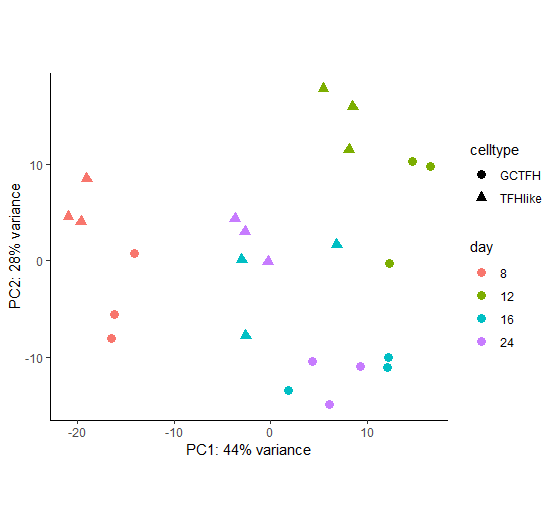 celltype
GCTFH
TFHlike
day
8
12
16
24
10
0
-10
PC2: 28% variance
-20
-10
0
10
PC1: 44% variance